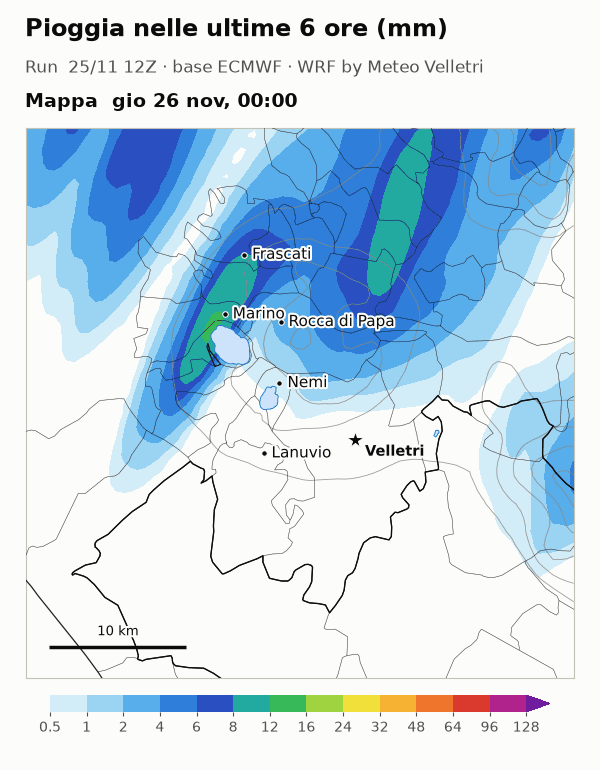 Pioggia nelle ultime 6 ore (mm)
Run  25/11 12Z · base ECMWF · WRF by Meteo Velletri
Mappa  gio 26 nov, 00:00
Frascati
Marino
Rocca di Papa
Nemi
Velletri
Lanuvio
10 km
0.5 1 2 4 6 8 12 16 24 32 48 64 96 128